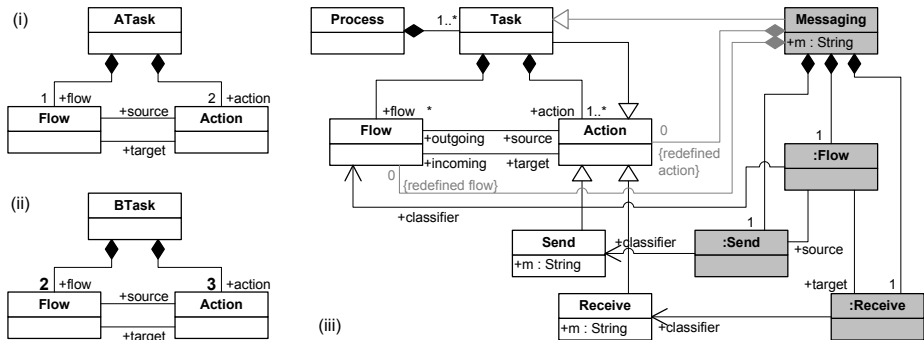 (i)
ATask
1
+flow
2
+action
Flow
+source
Action
+target
(ii)
BTask
2
+flow
3
+action
Flow
+source
Action
+target
(iii)
Process
1..*
Task
Messaging
+m : String
+flow
*
+action
1..*
Flow
+outgoing
+source
Action
+incoming
+target
0
{redefined action}
0
{redefined flow}
1
:Flow
+classifier
Send
+m : String
+classifier
1
:Send
+source
+target
1
Receive
+m : String
+classifier
:Receive